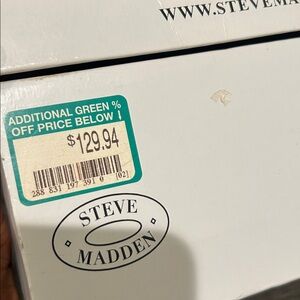 WWW.STEVEMA
ADDITIONAL GREEN %
OFF PRICE BELOW
$129.94
288 831 197 391 0 (02)
STEVE
MADDEN